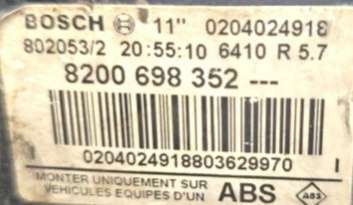 BOSCH 11" 0204024918
802053/2 20:55:10 6410 R 5.7
8200 698 352 ---
0204024918803629970 I
I
MONTER UNIQUEMENT SUR
VEHICULES EQUIPES D'UN ABS ABS